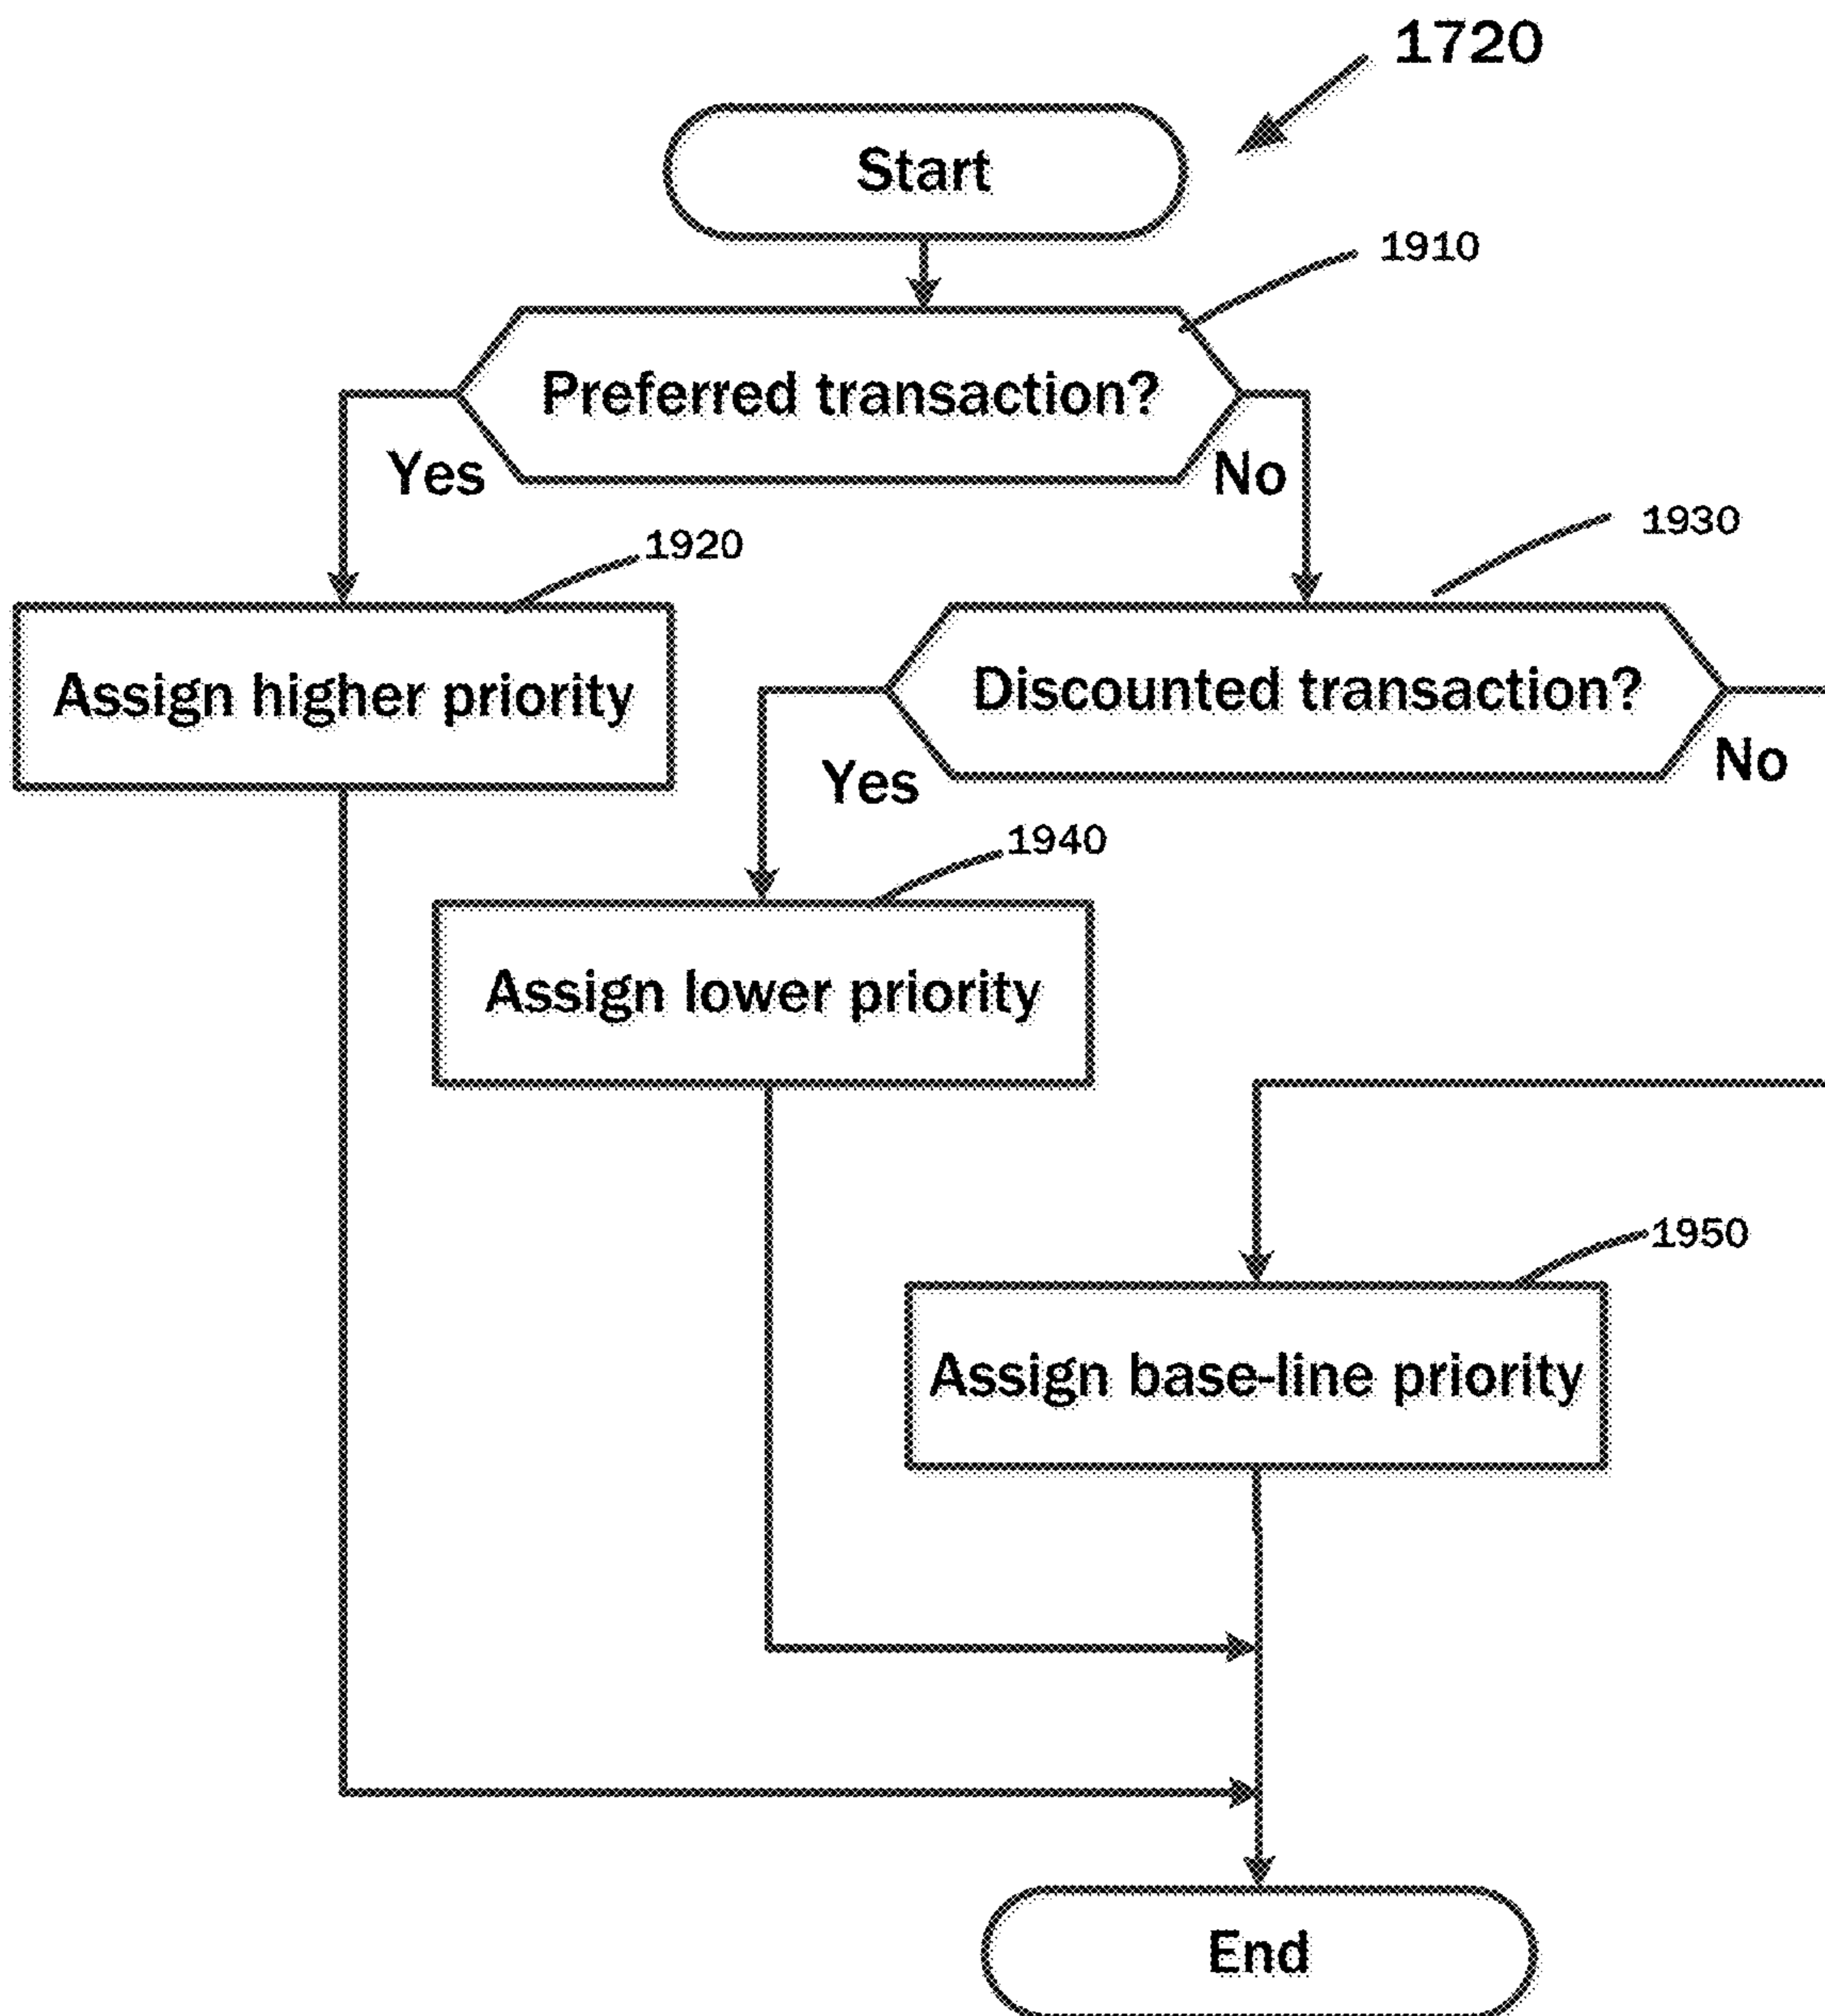 1720
Start
1910
Preferred transaction?
Yes
No
1920
1930
Assign higher priority
Discounted transaction?
Yes
No
1940
Assign lower priority
1950
Assign base-line priority
End